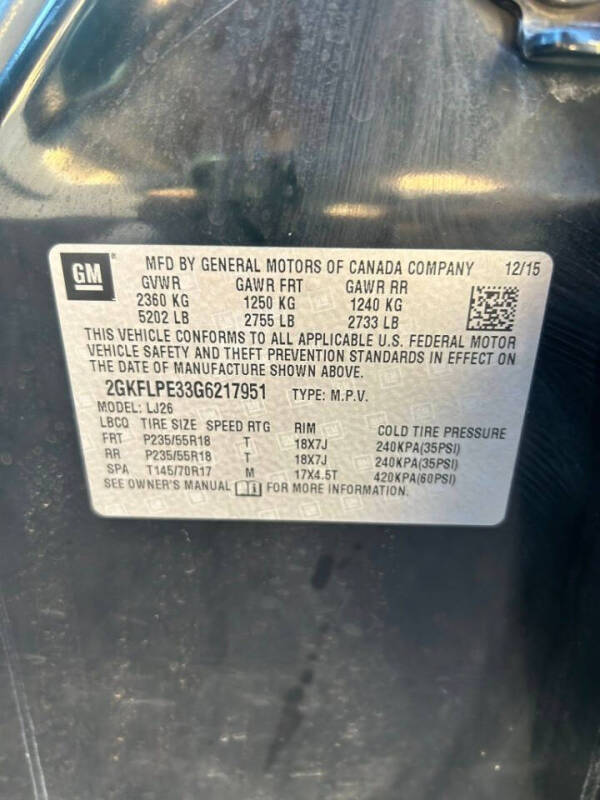 GM MFD BY GENERAL MOTORS OF CANADA COMPANY 12/15
GVWR GAWR FRT GAWR RR
2360 KG 1250 KG 1240 KG
5202 LB 2755 LB 2733 LB
THIS VEHICLE CONFORMS TO ALL APPLICABLE U.S. FEDERAL MOTOR
VEHICLE SAFETY AND THEFT PREVENTION STANDARDS IN EFFECT ON
THE DATE OF MANUFACTURE SHOWN ABOVE.
2GKFLPE33G6217951 TYPE: M.P.V.
MODEL: LJ26
LBCQ TIRE SIZE SPEED RTG RIM COLD TIRE PRESSURE
FRT P235/55R18 T 18X7J 240KPA(35PSI)
RR P235/55R18 T 18X7J 240KPA(35PSI)
SPA T145/70R17 M 17X4.5T 420KPA(60PSI)
SEE OWNER'S MANUAL FOR MORE INFORMATION.